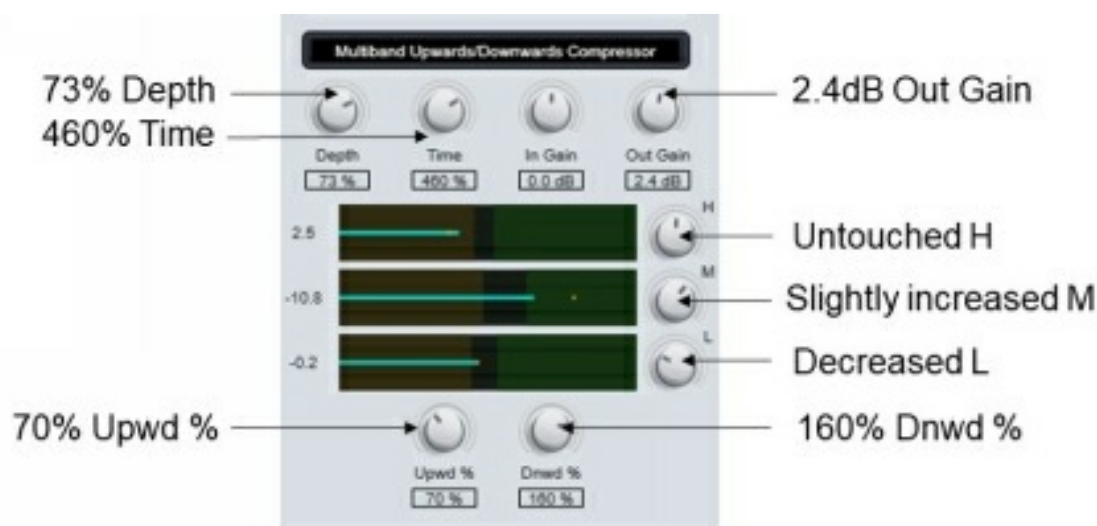 Multiband Upwards/Downwards Compressor
73% Depth
460% Time
2.4dB Out Gain
Depth
Time
In Gain
Out Gain
73 %
460 %
0.0 dB
2.4 dB
H
2.5
Untouched H
M
-10.8
Slightly increased M
L
-0.2
Decreased L
70% Upwd %
160% Dnwd %
Upwd %
Dnwd %
70 %
160 %